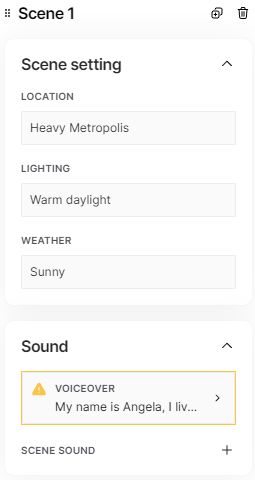 Scene 1
Scene setting
LOCATION
Heavy Metropolis
LIGHTING
Warm daylight
WEATHER
Sunny
Sound
VOICEOVER
My name is Angela, I liv...
SCENE SOUND